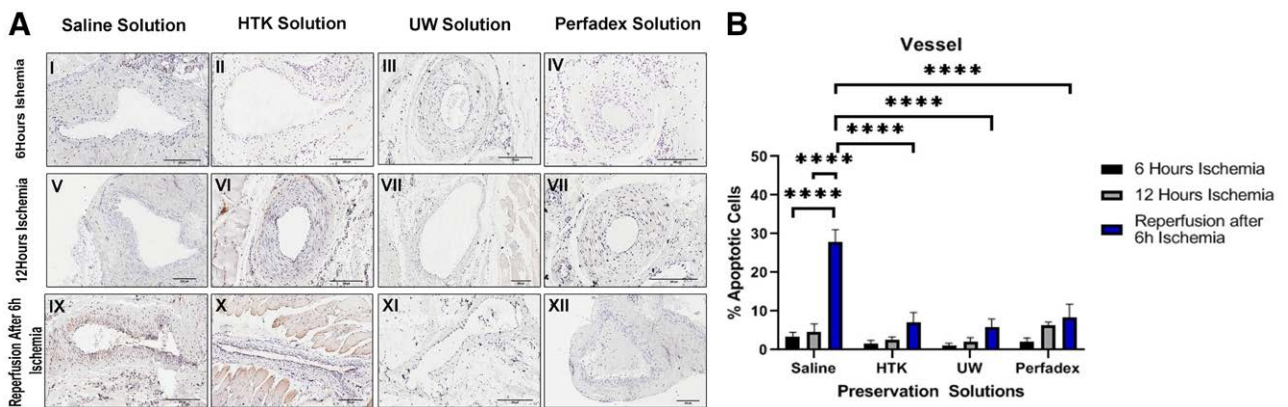 A
Saline Solution
HTK Solution
UW Solution
Perfadex Solution
6Hours Ishemia
I
II
III
IV
12Hours Ischemia
V
VI
VII
VII
Reperfusion After 6h
Ischemia
IX
X
XI
XII
B
Vessel
****
****
****
****
****
% Apoptotic Cells
50
40
30
20
10
0
Saline
HTK
UW
Perfadex
Preservation Solutions
6 Hours Ischemia
12 Hours Ischemia
Reperfusion after
6h Ischemia